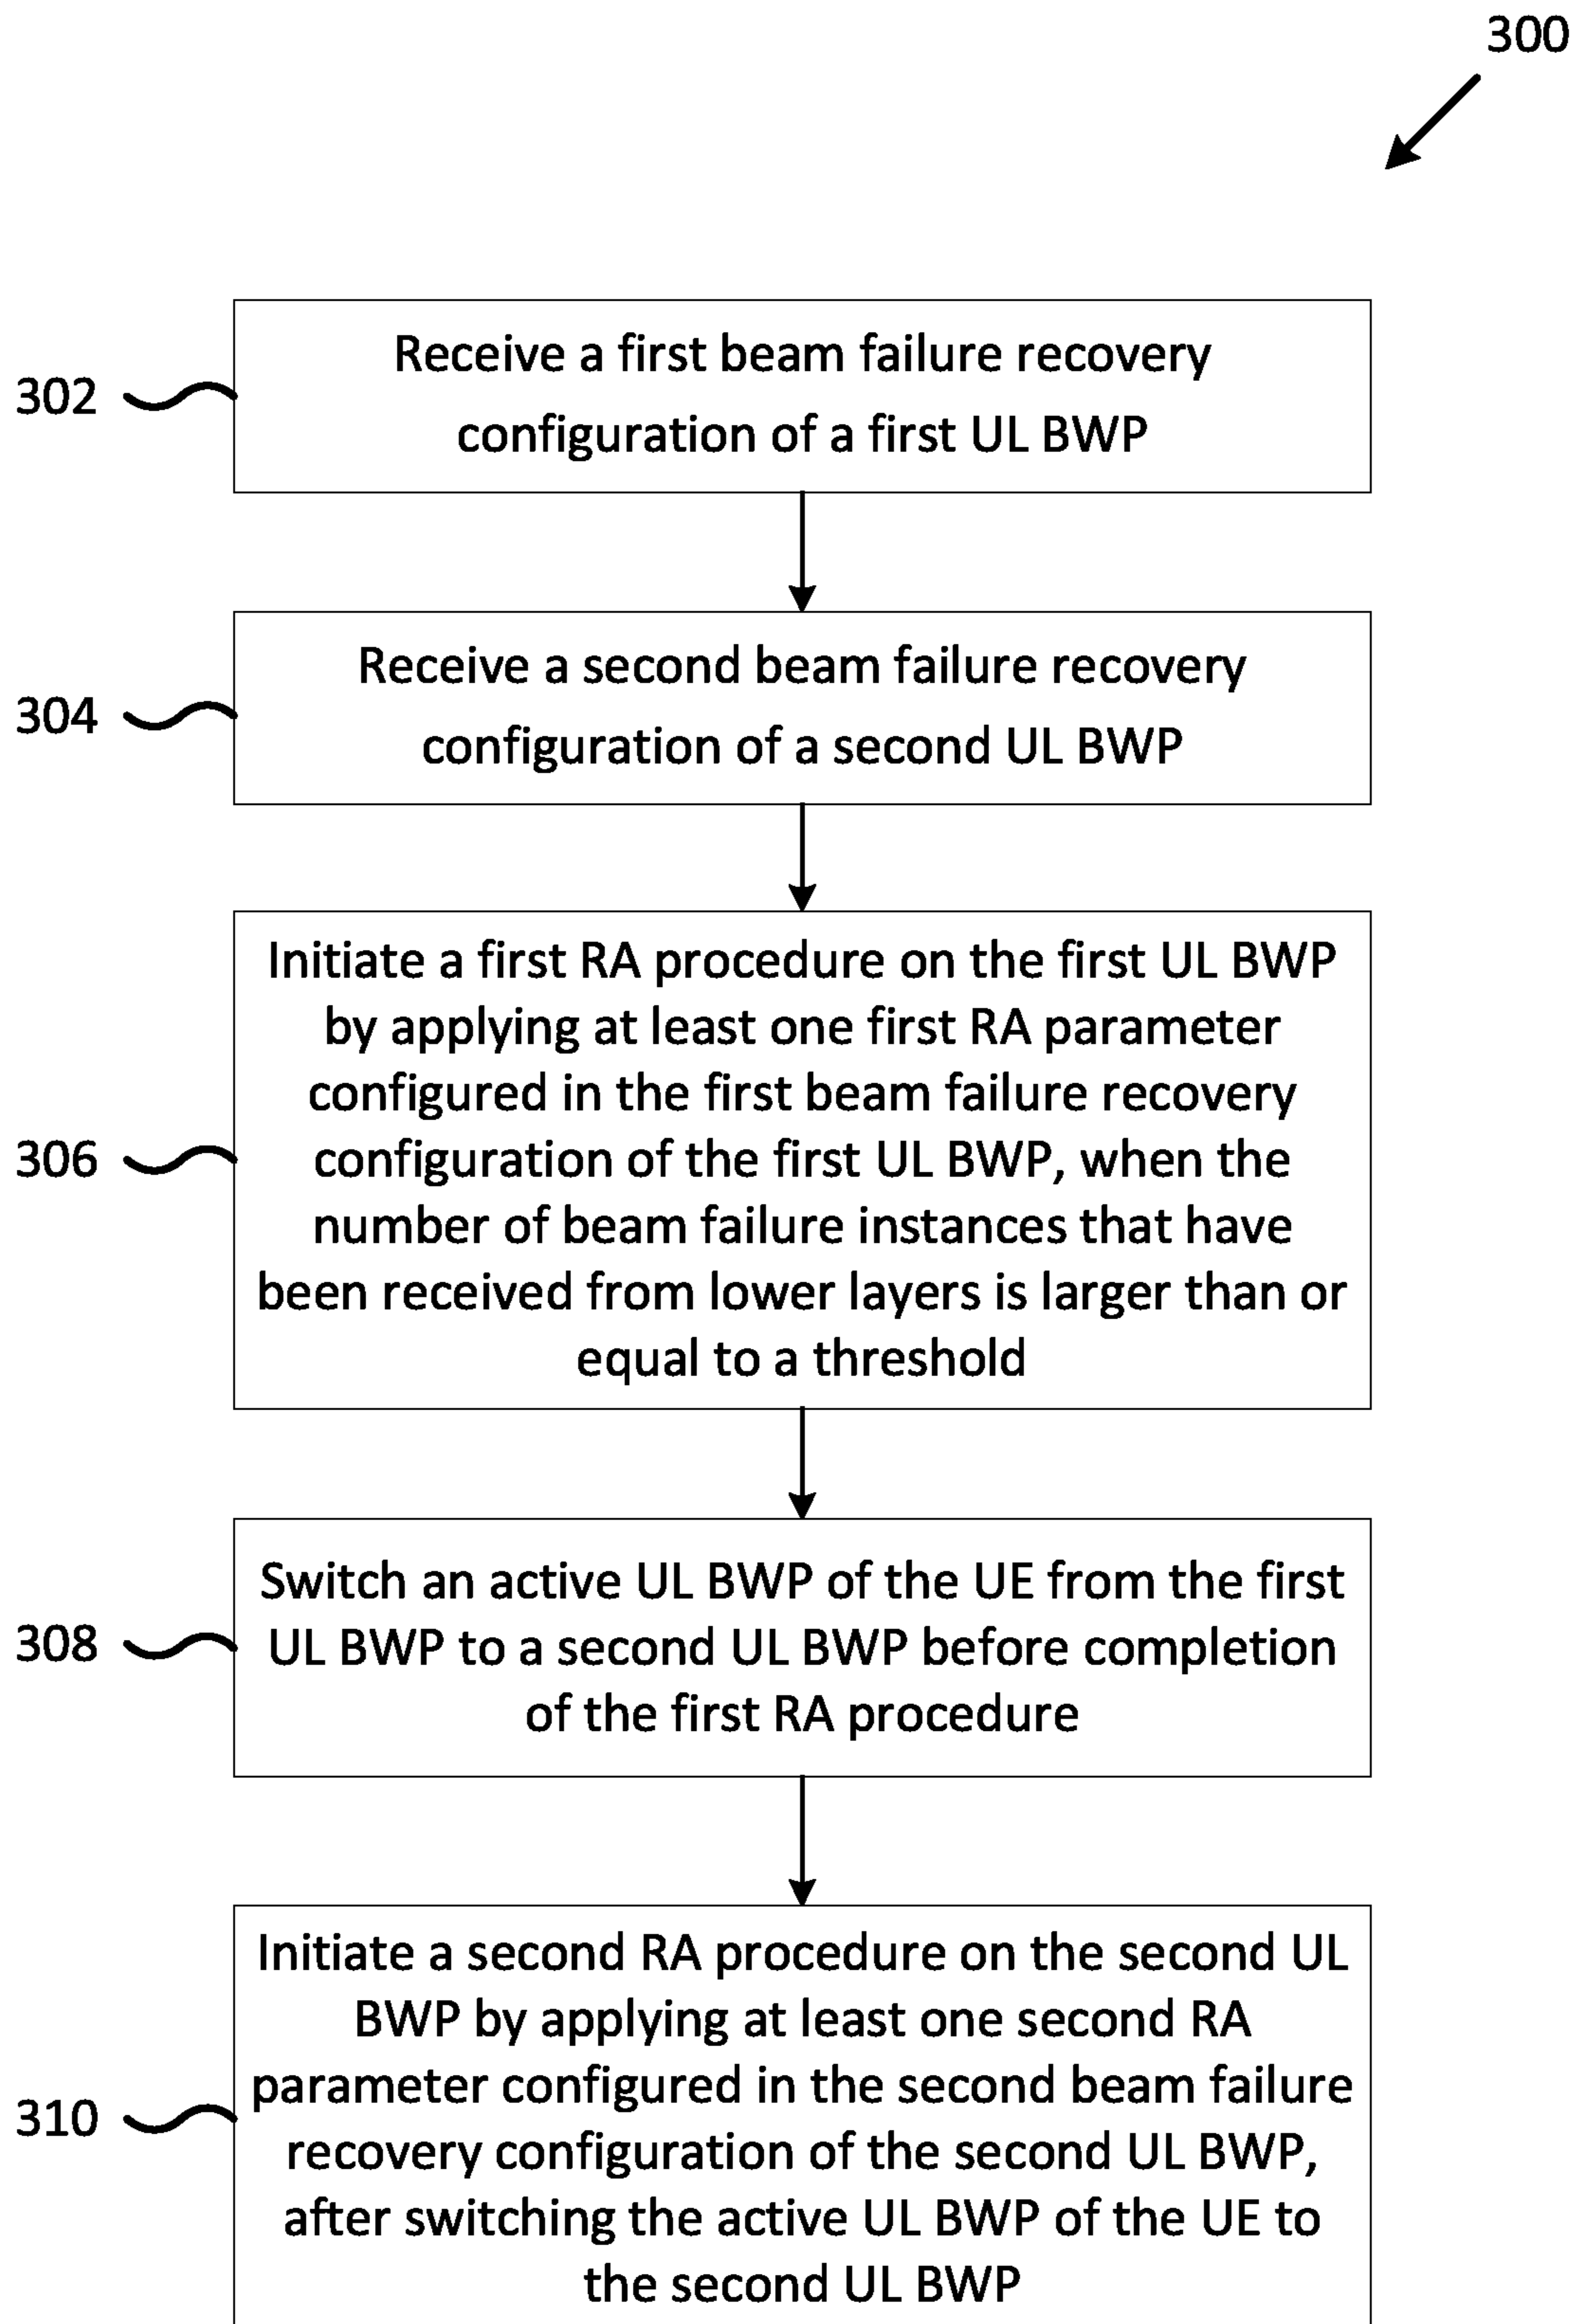 300
302
Receive a first beam failure recovery
configuration of a first UL BWP
304
Receive a second beam failure recovery
configuration of a second UL BWP
306
Initiate a first RA procedure on the first UL BWP
by applying at least one first RA parameter
configured in the first beam failure recovery
configuration of the first UL BWP, when the
number of beam failure instances that have
been received from lower layers is larger than or
equal to a threshold
308
Switch an active UL BWP of the UE from the first
UL BWP to a second UL BWP before completion
of the first RA procedure
310
Initiate a second RA procedure on the second UL
BWP by applying at least one second RA
parameter configured in the second beam failure
recovery configuration of the second UL BWP,
after switching the active UL BWP of the UE to
the second UL BWP